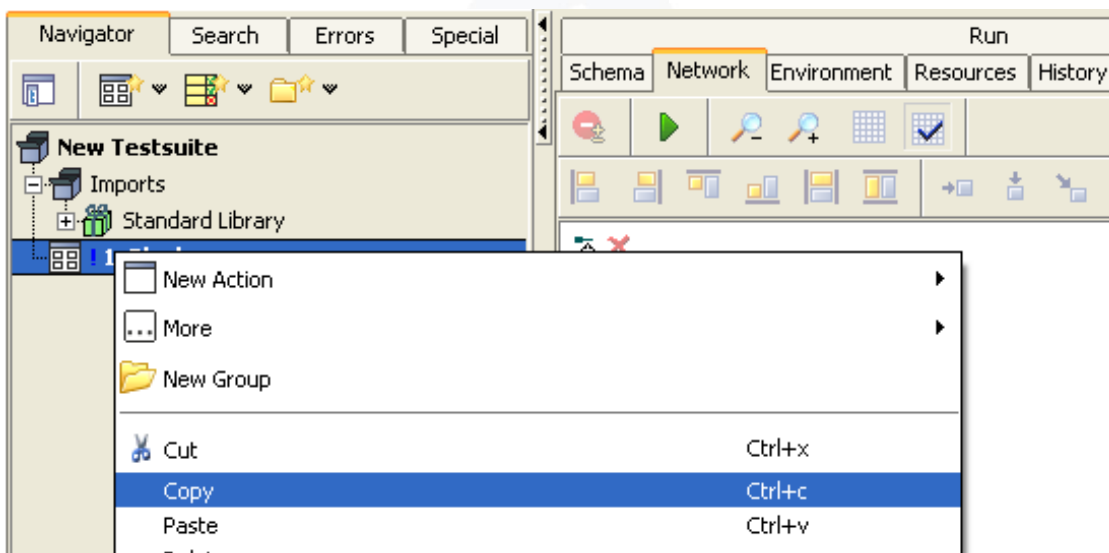 Navigator Search Errors Special
Run
Schema Network Environment Resources History
New Testsuite
Imports
Standard Library
! 1
New Action
More
New Group
Cut Ctrl+x
Copy Ctrl+c
Paste Ctrl+v